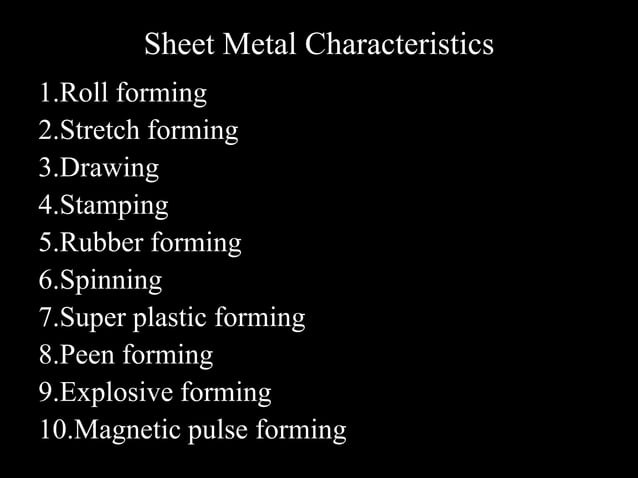 Sheet Metal Characteristics
1.Roll forming
2.Stretch forming
3.Drawing
4.Stamping
5.Rubber forming
6.Spinning
7.Super plastic forming
8.Peen forming
9.Explosive forming
10.Magnetic pulse forming